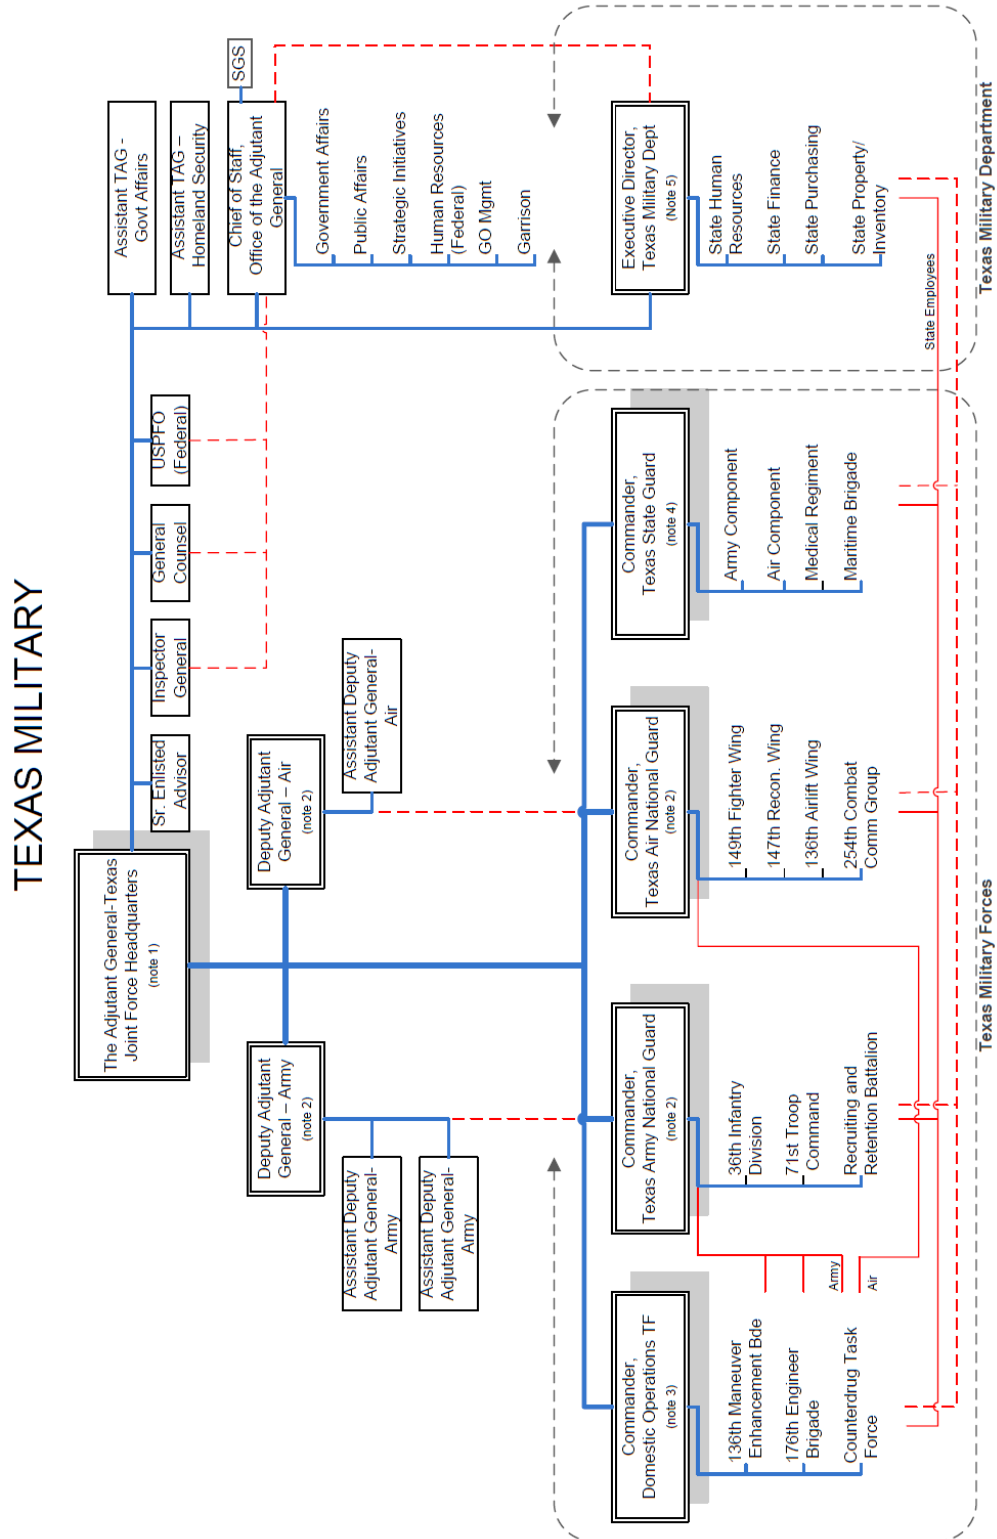 TEXAS MILITARY
The Adjutant General-Texas
Joint Force Headquarters
(note 1)
Sr. Enlisted
Advisor
Inspector
General
General
Counsel
USPFO
(Federal)
Assistant TAG -
Govt Affairs
Assistant TAG –
Homeland Security
Chief of Staff,
Office of the Adjutant
General
SGS
Government Affairs
Public Affairs
Strategic Initiatives
Human Resources
(Federal)
GO Mgmt
Garrison
Deputy Adjutant
General – Army
(note 2)
Deputy Adjutant
General – Air
(note 2)
Assistant Deputy
Adjutant General-
Army
Assistant Deputy
Adjutant General-
Army
Assistant Deputy
Adjutant General-
Air
Commander,
Domestic Operations TF
(note 3)
136th Maneuver
Enhancement Bde
176th Engineer
Brigade
Counterdrug Task
Force
Army
Air
Commander,
Texas Army National Guard
(note 2)
36th Infantry
Division
71st Troop
Command
Recruiting and
Retention Battalion
Commander,
Texas Air National Guard
(note 2)
149th Fighter Wing
147th Recon. Wing
136th Airlift Wing
254th Combat
Comm Group
Commander,
Texas State Guard
(note 4)
Army Component
Air Component
Medical Regiment
Maritime Brigade
Executive Director,
Texas Military Dept
(Note 5)
State Human
Resources
State Finance
State Purchasing
State Property/
Inventory
State Employees
Texas Military Forces
Texas Military Department